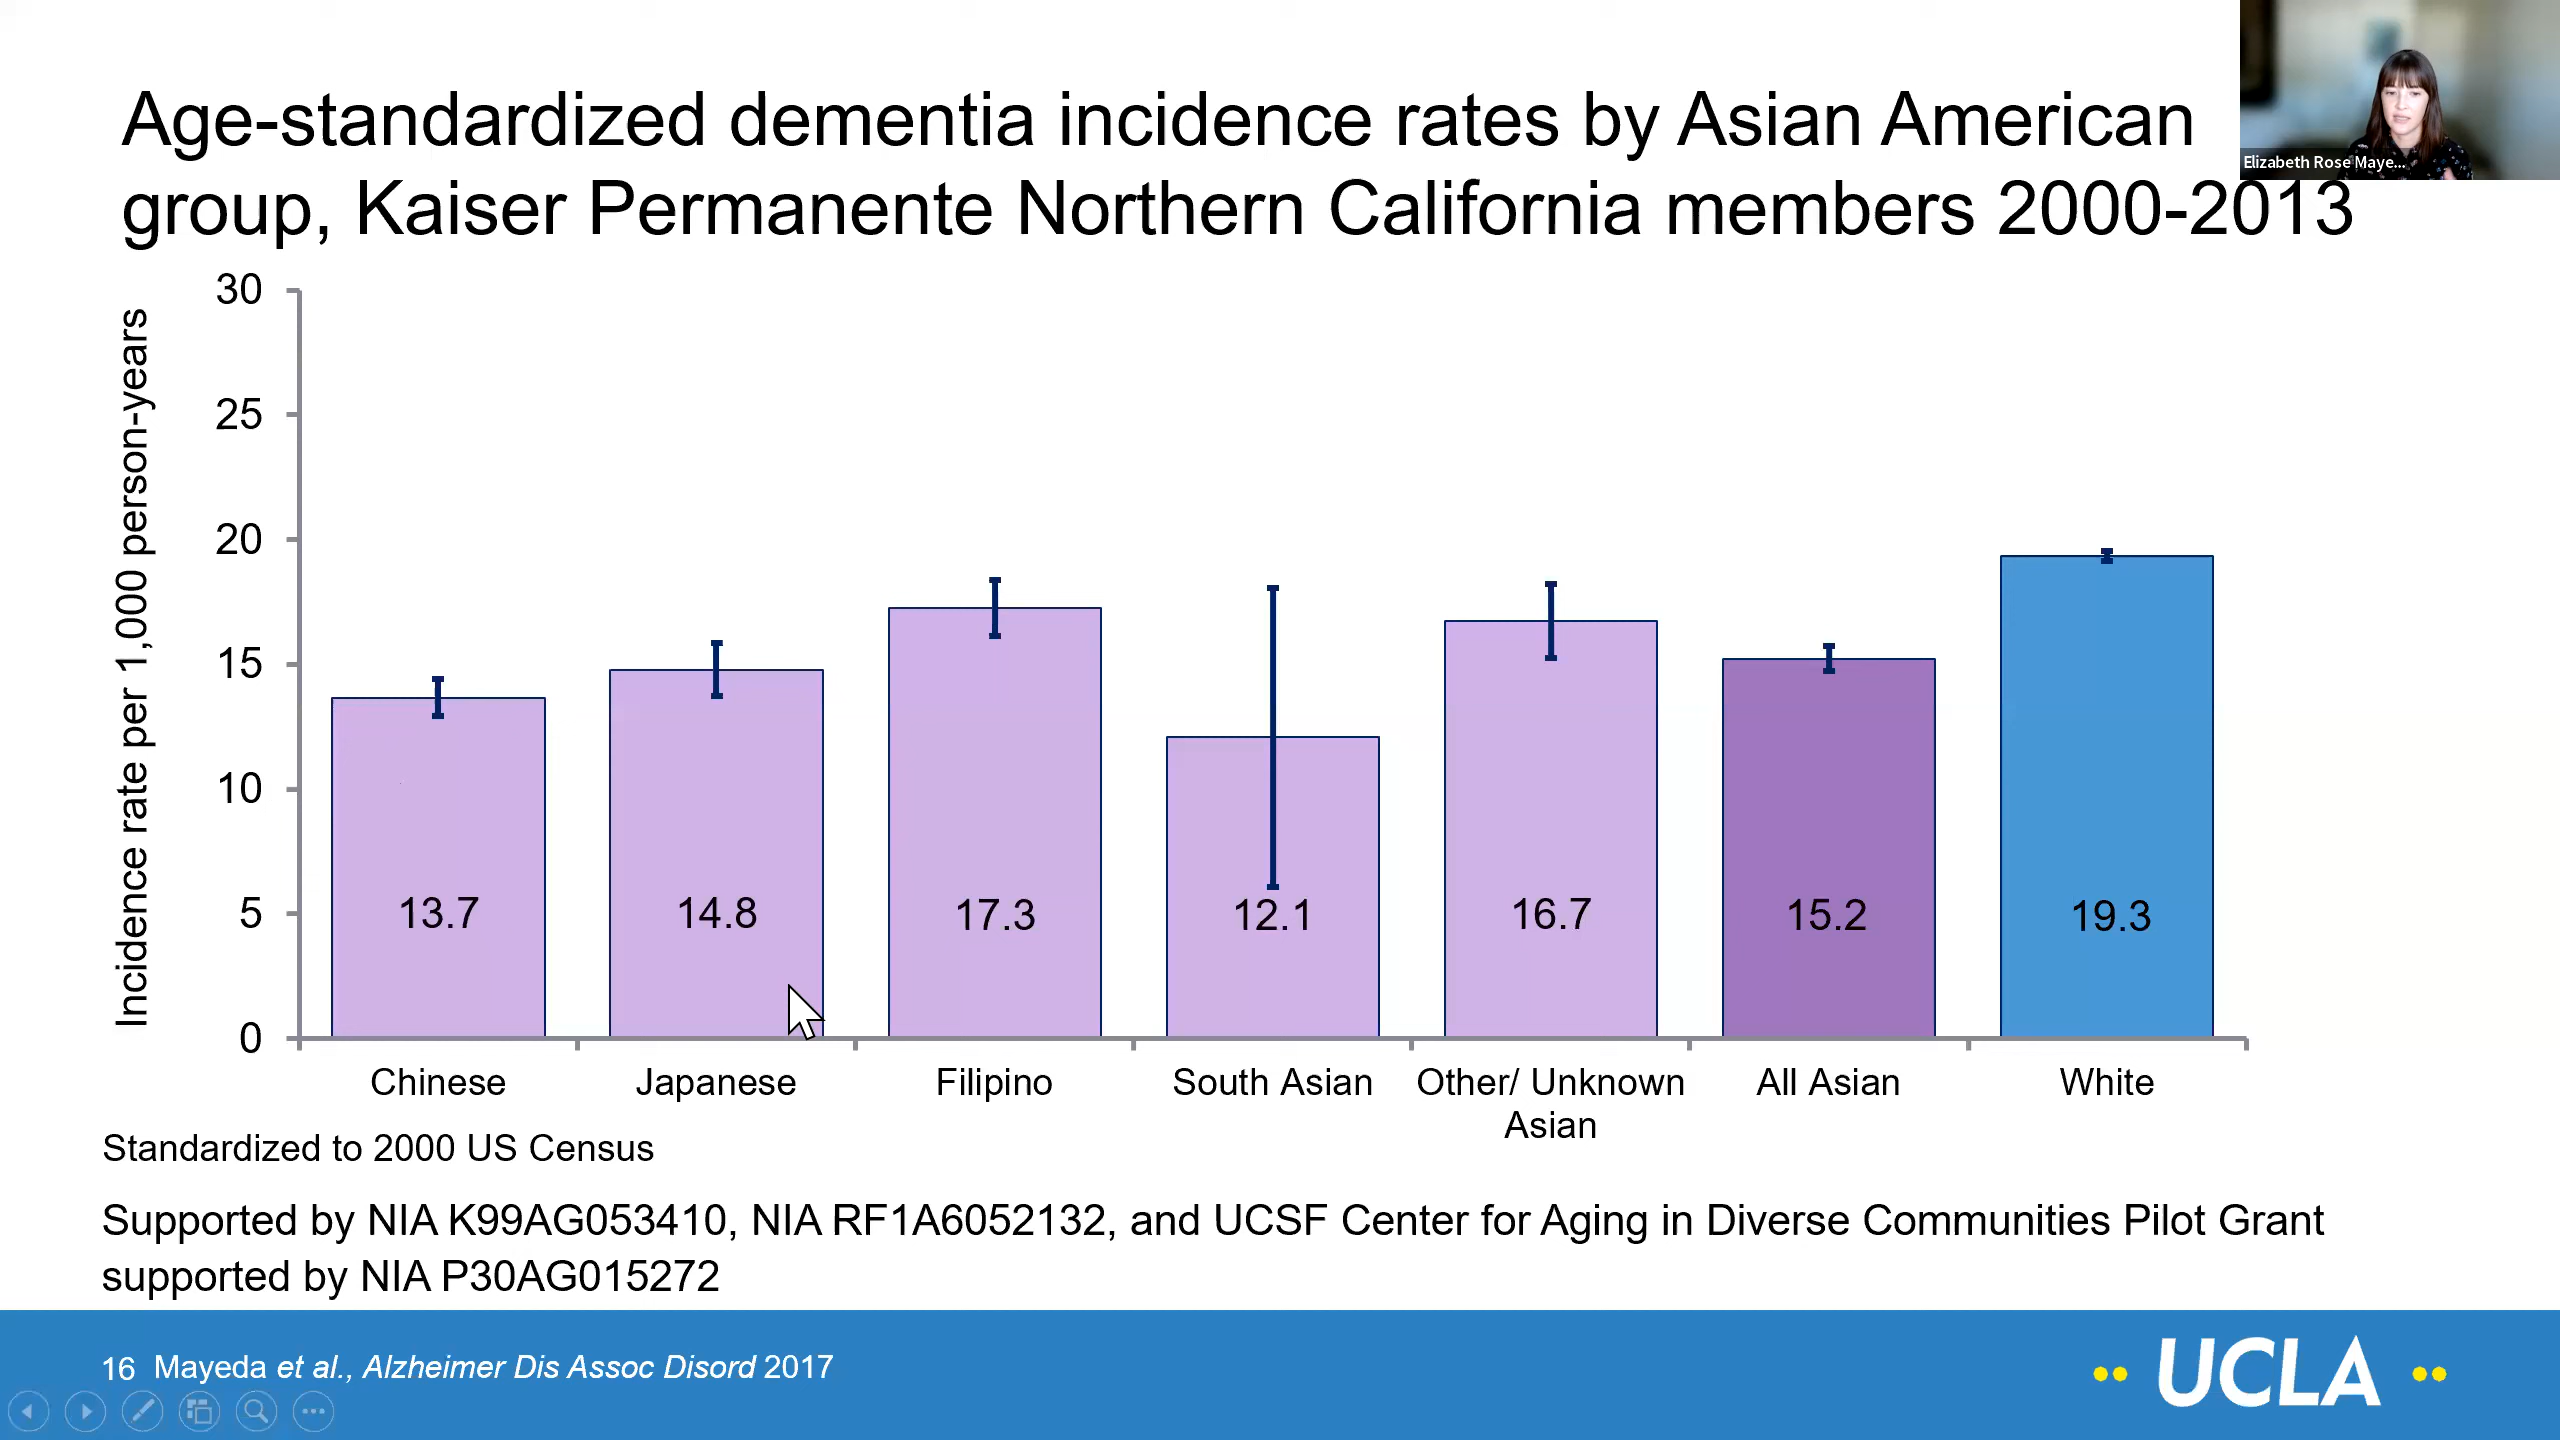 Age-standardized dementia incidence rates by Asian American
group, Kaiser Permanente Northern California members 2000-2013
Elizabeth Rose Maye...
Incidence rate per 1,000 person-years
30
25
20
15
10
5
0
13.7
14.8
17.3
12.1
16.7
15.2
19.3
Chinese
Japanese
Filipino
South Asian
Other/ Unknown
Asian
All Asian
White
Standardized to 2000 US Census
Supported by NIA K99AG053410, NIA RF1A6052132, and UCSF Center for Aging in Diverse Communities Pilot Grant
supported by NIA P30AG015272
16 Mayeda et al., Alzheimer Dis Assoc Disord 2017
UCLA